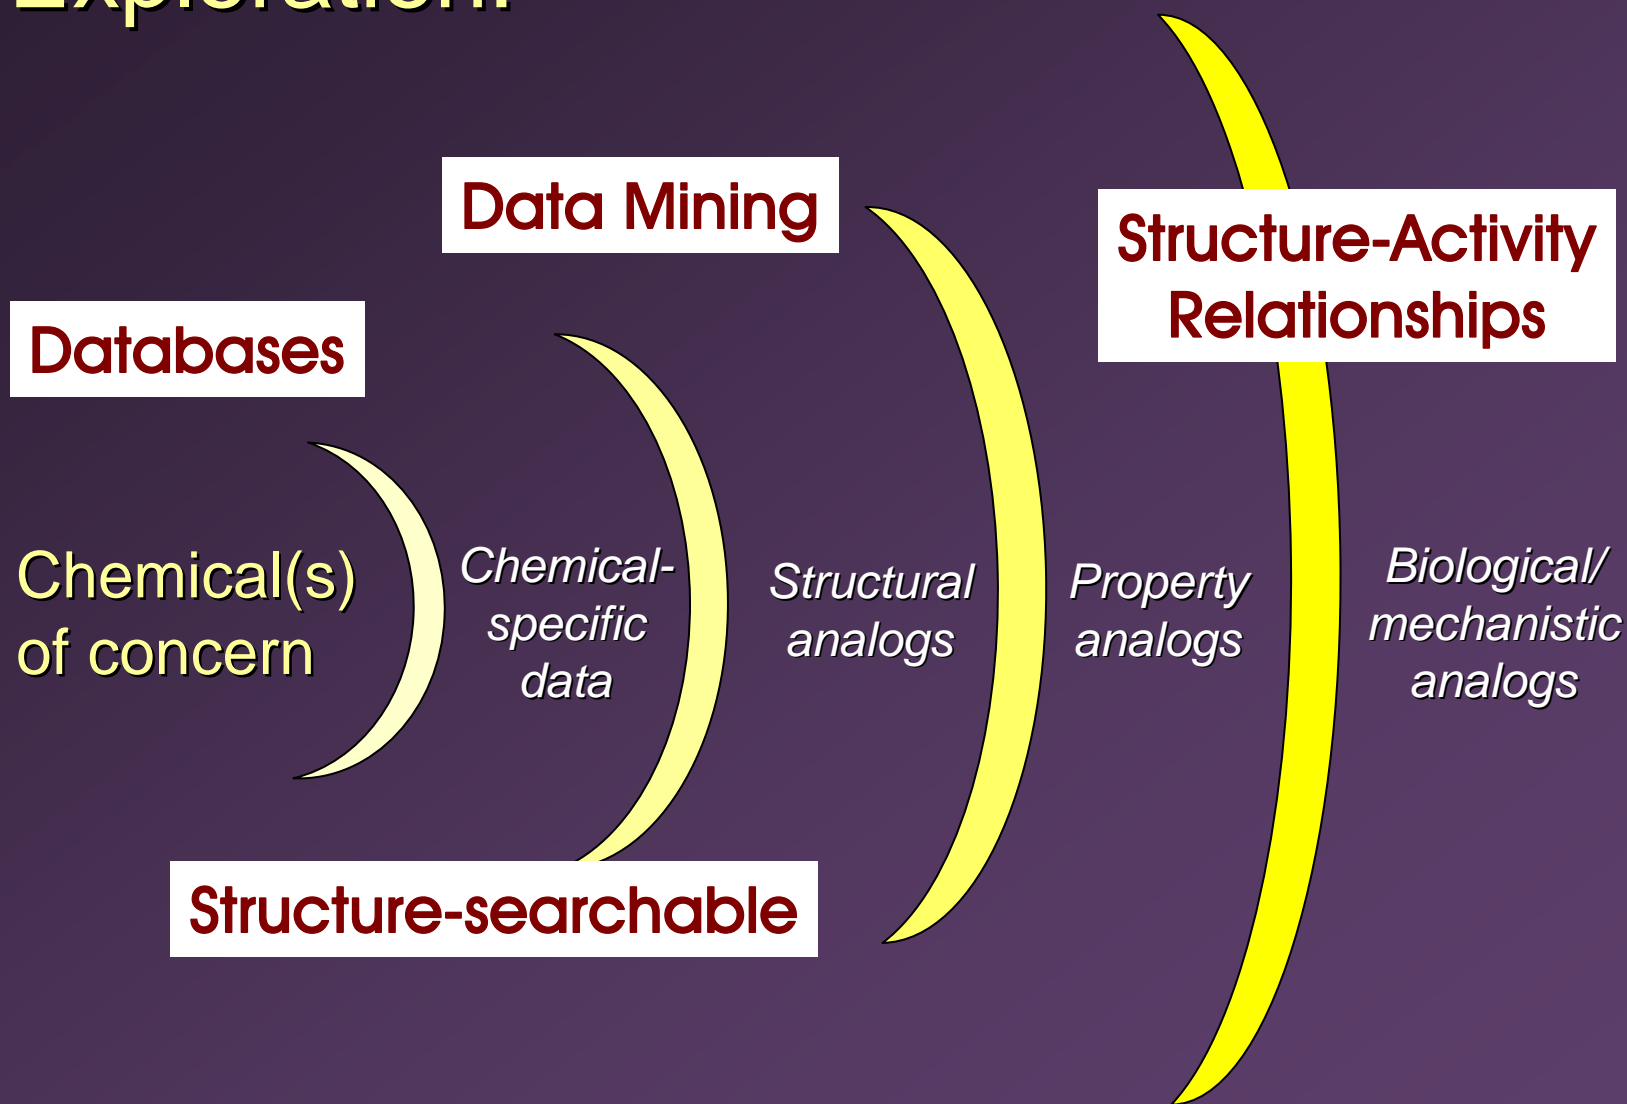 Exploration:
Data Mining
Structure-Activity
Relationships
Databases
Chemical(s)
of concern
Chemical-
specific
data
Structural
analogs
Property
analogs
Biological/
mechanistic
analogs
Structure-searchable